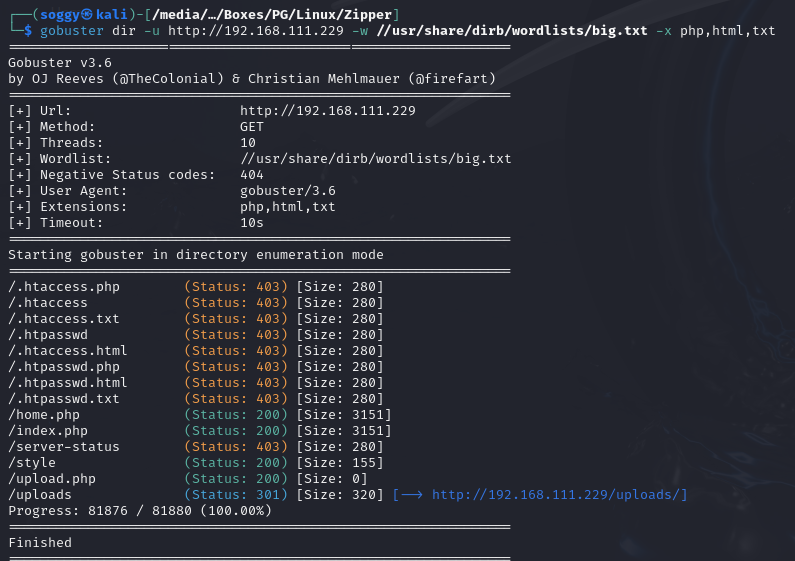 ┌──(soggy㉿kali)-[/media/…/Boxes/PG/Linux/Zipper]
└─$ gobuster dir -u http://192.168.111.229 -w //usr/share/dirb/wordlists/big.txt -x php,html,txt
===============================================================
Gobuster v3.6
by OJ Reeves (@TheColonial) & Christian Mehlmauer (@firefart)
===============================================================
[+] Url:                     http://192.168.111.229
[+] Method:                  GET
[+] Threads:                 10
[+] Wordlist:                //usr/share/dirb/wordlists/big.txt
[+] Negative Status codes:   404
[+] User Agent:              gobuster/3.6
[+] Extensions:              php,html,txt
[+] Timeout:                 10s
===============================================================
Starting gobuster in directory enumeration mode
===============================================================
/.htaccess.php        (Status: 403) [Size: 280]
/.htaccess            (Status: 403) [Size: 280]
/.htaccess.txt        (Status: 403) [Size: 280]
/.htpasswd            (Status: 403) [Size: 280]
/.htaccess.html       (Status: 403) [Size: 280]
/.htpasswd.php        (Status: 403) [Size: 280]
/.htpasswd.html       (Status: 403) [Size: 280]
/.htpasswd.txt        (Status: 403) [Size: 280]
/home.php             (Status: 200) [Size: 3151]
/index.php            (Status: 200) [Size: 3151]
/server-status        (Status: 403) [Size: 280]
/style                (Status: 200) [Size: 155]
/upload.php           (Status: 200) [Size: 0]
/uploads              (Status: 301) [Size: 320] [--> http://192.168.111.229/uploads/]
Progress: 81876 / 81880 (100.00%)
===============================================================
Finished
===============================================================